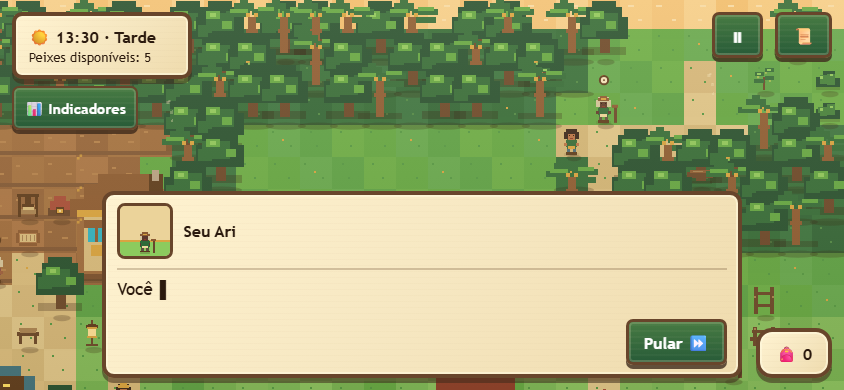 13:30 · Tarde
Peixes disponíveis: 5
Indicadores
Seu Ari
Você
Pular
0